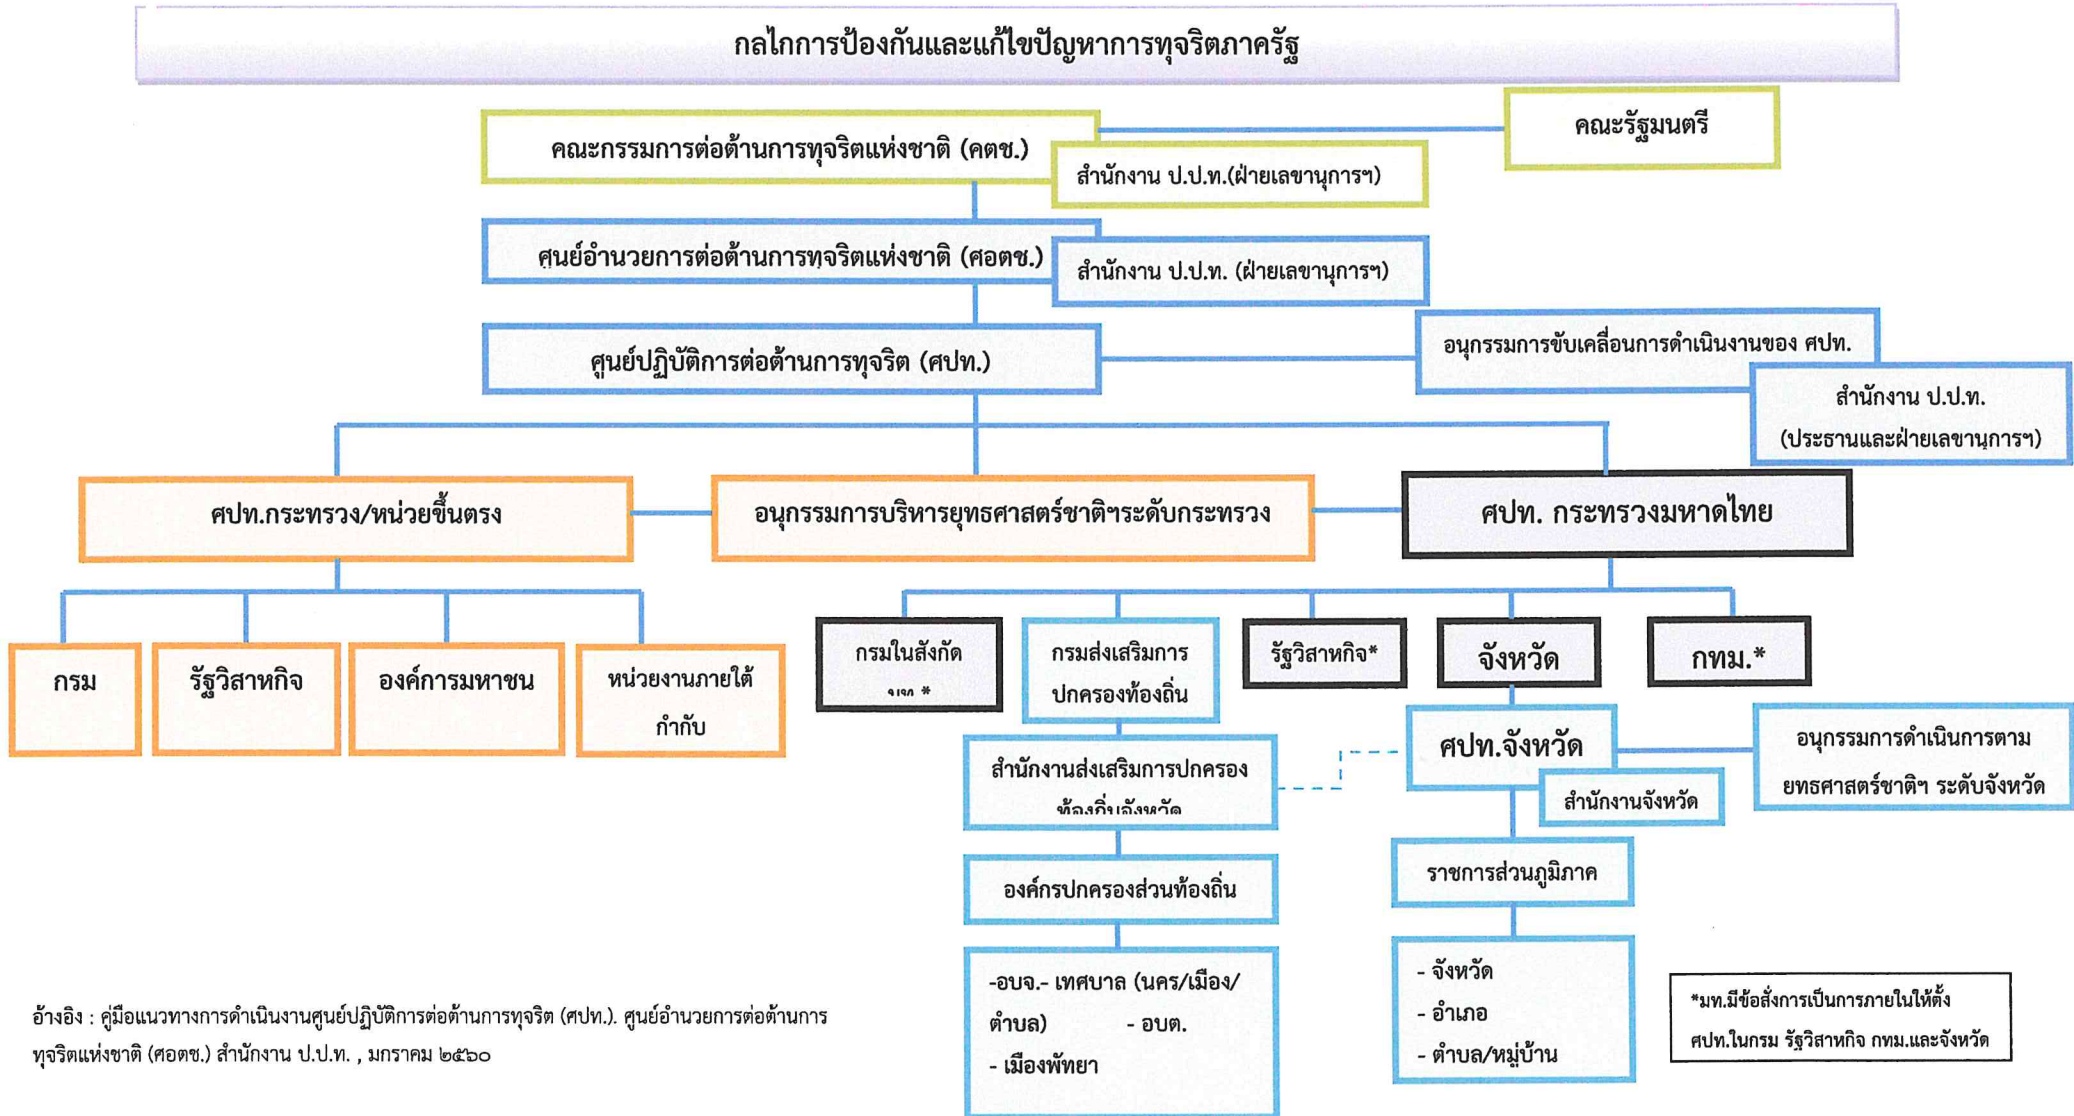 กลไกการป้องกันและแก้ไขปัญหาการทุจริตภาครัฐ
คณะกรรมการต่อต้านการทุจริตแห่งชาติ (คตช.)
คณะรัฐมนตรี
สำนักงาน ป.ป.ท.(ฝ่ายเลขานุการฯ)
ศูนย์อำนวยการต่อต้านการทุจริตแห่งชาติ (ศอตช.)
สำนักงาน ป.ป.ท. (ฝ่ายเลขานุการฯ)
ศูนย์ปฏิบัติการต่อต้านการทุจริต (ศปท.)
อนุกรรมการขับเคลื่อนการดำเนินงานของ ศปท.
สำนักงาน ป.ป.ท.
(ประธานและฝ่ายเลขานุการฯ)
ศปท.กระทรวง/หน่วยขึ้นตรง
อนุกรรมการบริหารยุทธศาสตร์ชาติฯระดับกระทรวง
ศปท. กระทรวงมหาดไทย
กรม
รัฐวิสาหกิจ
องค์การมหาชน
หน่วยงานภายใต้
กำกับ
กรมในสังกัด
*
กรมส่งเสริมการ
ปกครองท้องถิ่น
รัฐวิสาหกิจ*
จังหวัด
กทม.*
สำนักงานส่งเสริมการปกครอง
ท้องถิ่นจังหวัด
ศปท.จังหวัด
สำนักงานจังหวัด
อนุกรรมการดำเนินการตาม
ยุทธศาสตร์ชาติฯ ระดับจังหวัด
องค์กรปกครองส่วนท้องถิ่น
ราชการส่วนภูมิภาค
-อบจ.- เทศบาล (นคร/เมือง/
ตำบล) - อบต.
- เมืองพัทยา
- จังหวัด
- อำเภอ
- ตำบล/หมู่บ้าน
*มท.มีข้อสั่งการเป็นการภายในให้ตั้ง
ศปท.ในกรม รัฐวิสาหกิจ กทม.และจังหวัด
อ้างอิง : คู่มือแนวทางการดำเนินงานศูนย์ปฏิบัติการต่อต้านการทุจริต (ศปท.). ศูนย์อำนวยการต่อต้านการ
ทุจริตแห่งชาติ (ศอตช.) สำนักงาน ป.ป.ท. , มกราคม ๒๕๖๐